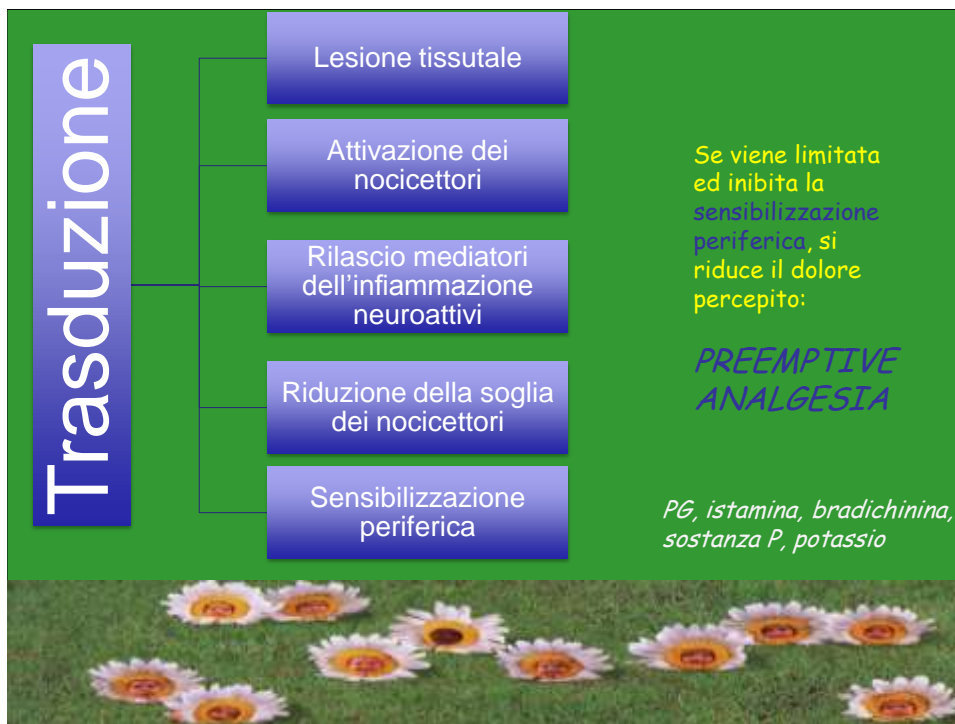 Trasduzione
Lesione tissutale
Attivazione dei
nocicettori
Rilascio mediatori
dell'infiammazione
neuroattivi
Riduzione della soglia
dei nocicettori
Sensibilizzazione
periferica
Se viene limitata
ed inibita la
sensibilizzazione
periferica, si
riduce il dolore
percepito:
PREEMPTIVE
ANALGESIA
PG, istamina, bradichinina,
sostanza P, potassio